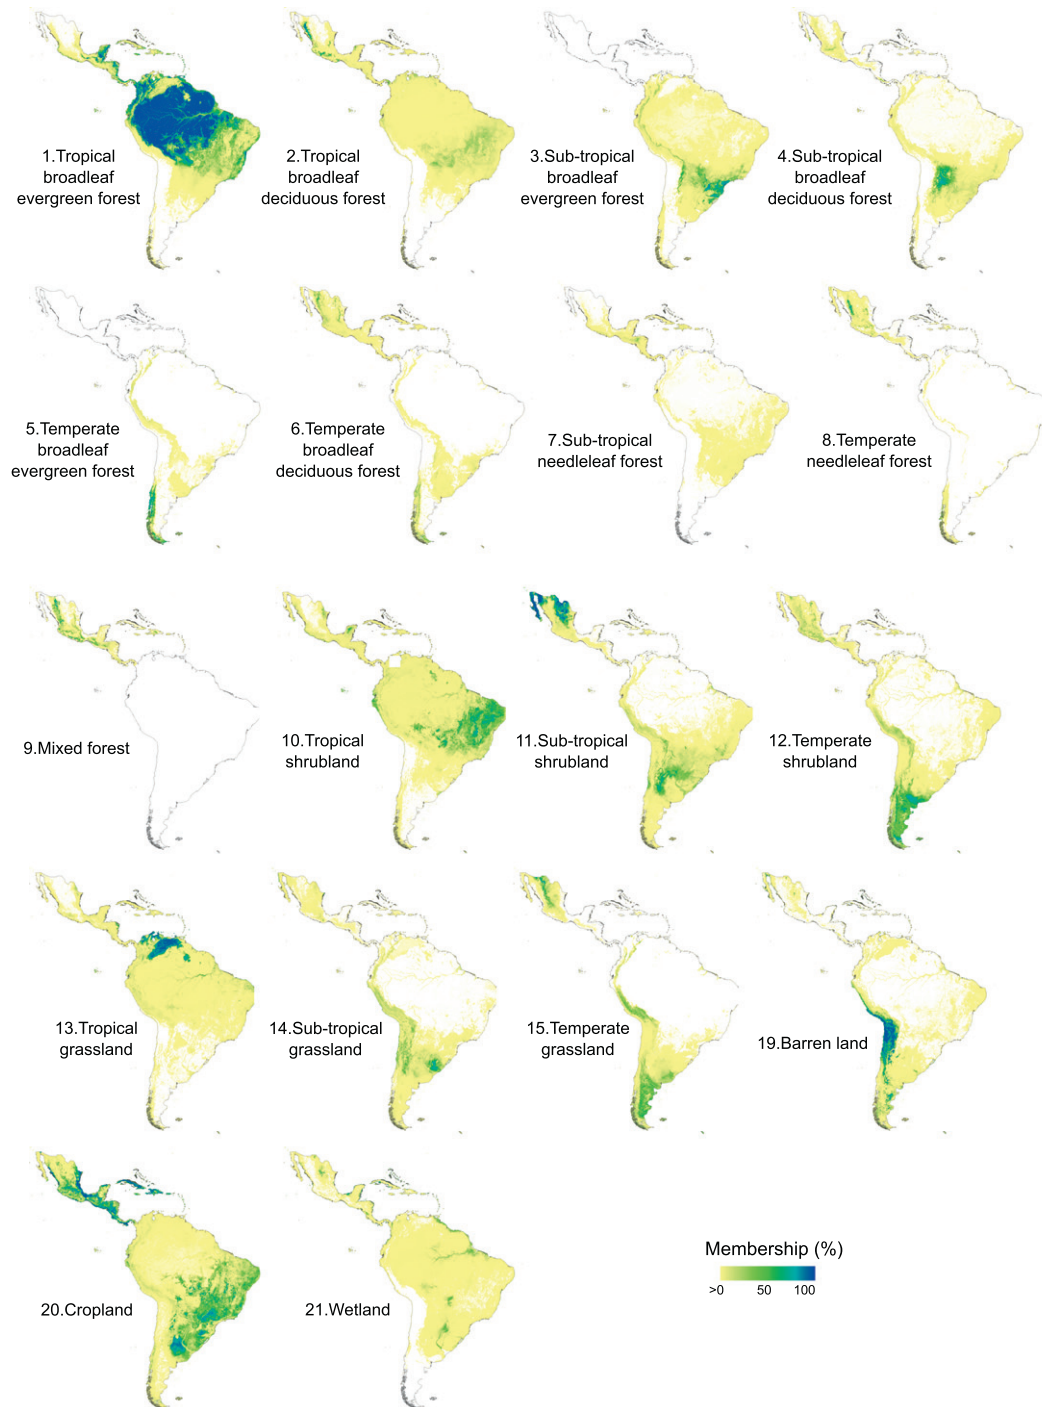 1.Tropical
broadleaf
evergreen forest
2.Tropical
broadleaf
deciduous forest
3.Sub-tropical
broadleaf
evergreen forest
4.Sub-tropical
broadleaf
deciduous forest
5.Temperate
broadleaf
evergreen forest
6.Temperate
broadleaf
deciduous forest
7.Sub-tropical
needleleaf forest
8.Temperate
needleleaf forest
9.Mixed forest
10.Tropical
shrubland
11.Sub-tropical
shrubland
12.Temperate
shrubland
13.Tropical
grassland
14.Sub-tropical
grassland
15.Temperate
grassland
19.Barren land
20.Cropland
21.Wetland
Membership (%)
>0 50 100